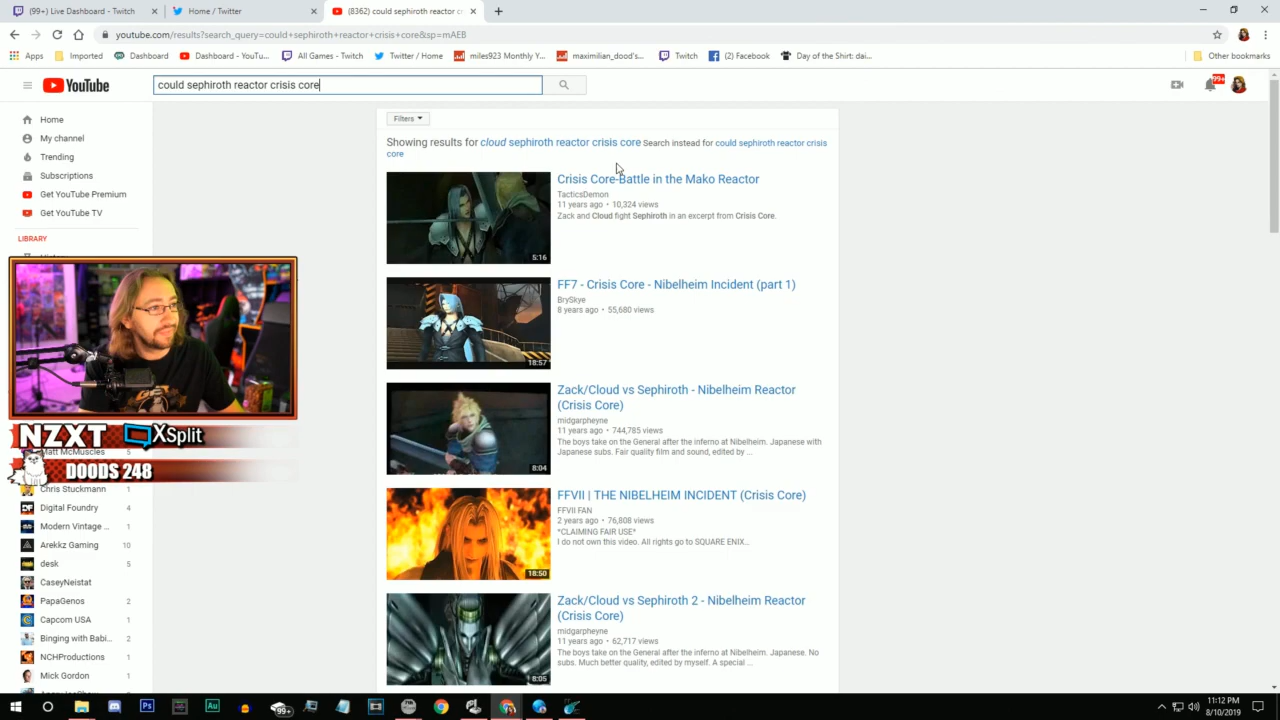 (99+) Live Channels - Twitch
Home / Twitter
(8362) could sephiroth reactor c
youtube.com/results?search_query=could+sephiroth+reactor+crisis+core&sp=mAEB
Apps
Imported
Dashboard
Dashboard - YouTu...
All Games - Twitch
Twitter / Home
miles923 Monthly Y...
maximilian_dood's...
Twitch
(2) Facebook
Day of the Shirt: dai...
Other bookmarks
YouTube
could sephiroth reactor crisis core
99+
Home
My channel
Trending
Subscriptions
Get YouTube Premium
Get YouTube TV
LIBRARY
NZXT XSplit
Matt McMuscles 5
DOODS 248
Chris Stuckmann 1
Digital Foundry 4
Modern Vintage ... 1
Arekkz Gaming 10
desk 5
CaseyNeistat
PapaGenos 2
Capcom USA 1
Binging with Babi... 2
NCHProductions 1
Mick Gordon 1
Filters
Showing results for cloud sephiroth reactor crisis core Search instead for could sephiroth reactor crisis
core
Crisis Core-Battle in the Mako Reactor
TacticsDemon
11 years ago • 10,324 views
Zack and Cloud fight Sephiroth in an excerpt from Crisis Core.
5:16
FF7 - Crisis Core - Nibelheim Incident (part 1)
BrySkye
8 years ago • 55,680 views
18:57
Zack/Cloud vs Sephiroth - Nibelheim Reactor
(Crisis Core)
midgarpheyne
11 years ago • 744,785 views
The boys take on the General after the inferno at Nibelheim. Japanese with
Japanese subs. Fair quality film and sound, edited by ...
8:04
FFVII | THE NIBELHEIM INCIDENT (Crisis Core)
FFVII FAN
2 years ago • 76,808 views
*CLAIMING FAIR USE*
I do not own this video. All rights go to SQUARE ENIX...
18:50
Zack/Cloud vs Sephiroth 2 - Nibelheim Reactor
(Crisis Core)
midgarpheyne
11 years ago • 62,717 views
The boys take on the General after the inferno at Nibelheim. Japanese. No
subs. Much better quality, edited by myself. A special ...
8:05
Ps
Au
99+
11:12 PM
8/10/2019